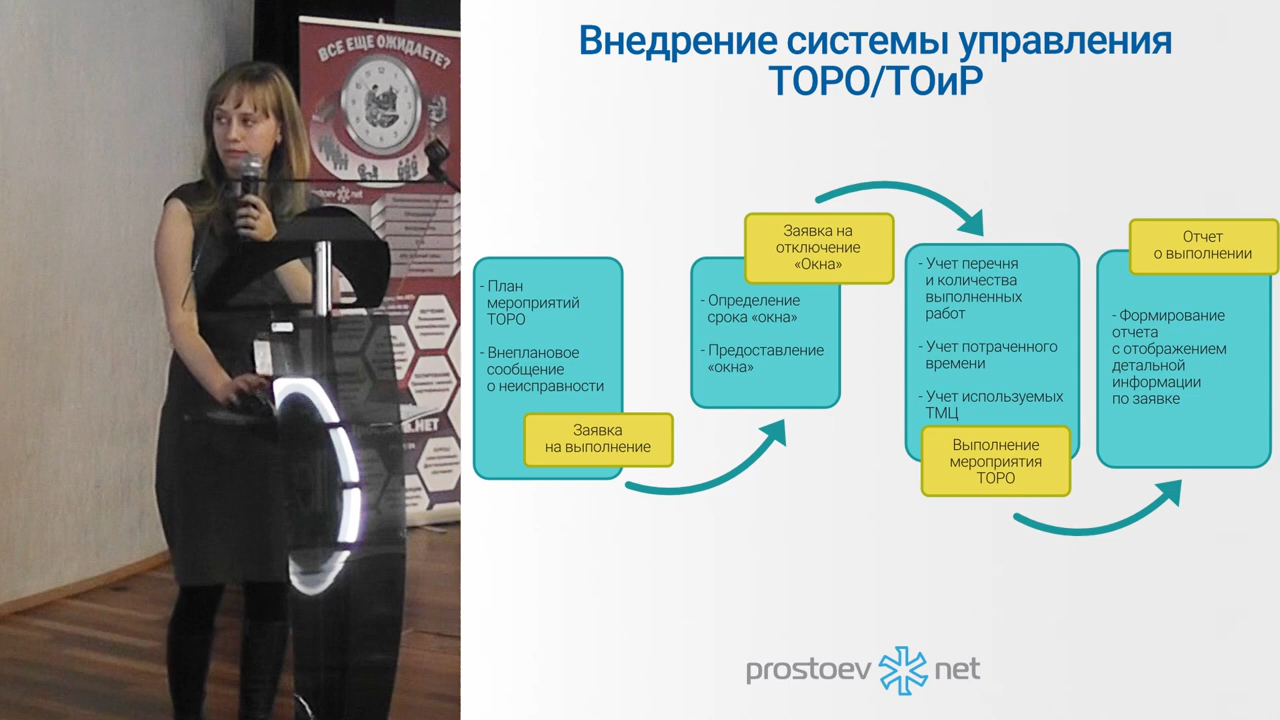 ВСЕ ЕЩЕ ОЖИДАЕТЕ?
Внедрение системы управления
ТОРО/ТОиР
- План
мероприятий
ТОРО
- Внеплановое
сообщение
о неисправности
Заявка
на выполнение
Заявка на
отключение
«Окна»
- Определение
срока «окна»
- Предоставление
«окна»
- Учет перечня
и количества
выполненных
работ
- Учет потраченного
времени
- Учет используемых
ТМЦ
Выполнение
мероприятия
ТОРО
Отчет
о выполнении
- Формирование
отчета
с отображением
детальной
информации
по заявке
prostoev net